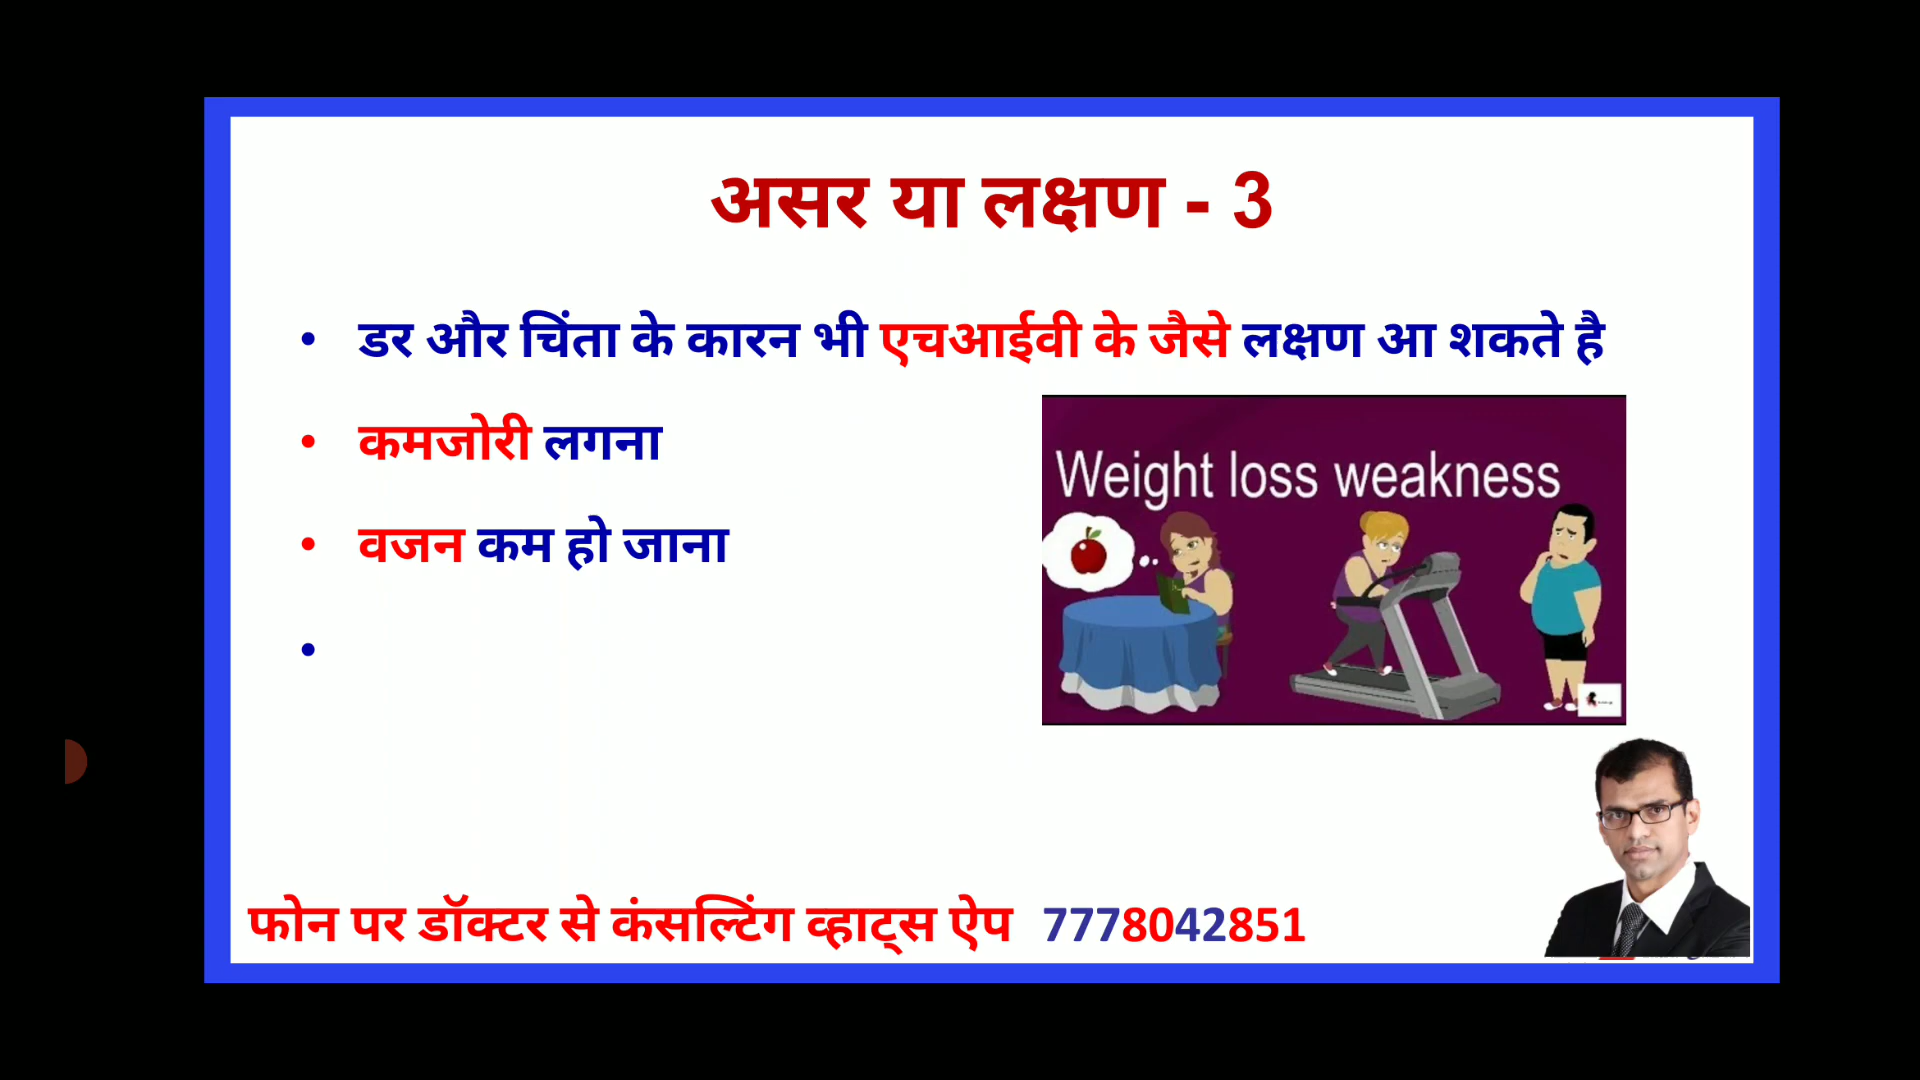 असर या लक्षण - 3
• डर और चिंता के कारन भी एचआईवी के जैसे लक्षण आ शकते है
• कमजोरी लगना
Weight loss weakness
• वजन कम हो जाना
•
फोन पर डॉक्टर से कंसल्टिंग व्हाट्स ऐप 7778042851